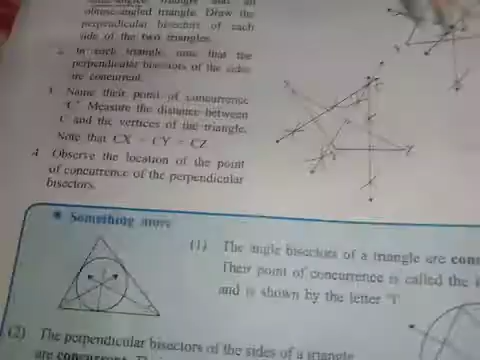 triangle and an
obtuse-angled triangle. Draw the
perpendicular bisectors of each
side of the two triangles.
2. In each triangle, note that the
perpendicular bisectors of the sides
are concurrent.
3. Name their point of concurrence
'C'. Measure the distance between
C and the vertices of the triangle.
Note that CX = CY = CZ
4. Observe the location of the point
of concurrence of the perpendicular
bisectors.
Something more
(1) The angle bisectors of a triangle are
Their point of concurrence is called the
and is shown by the letter 'I'.
(2) The perpendicular bisectors of the sides of a triangle
are concurrent.